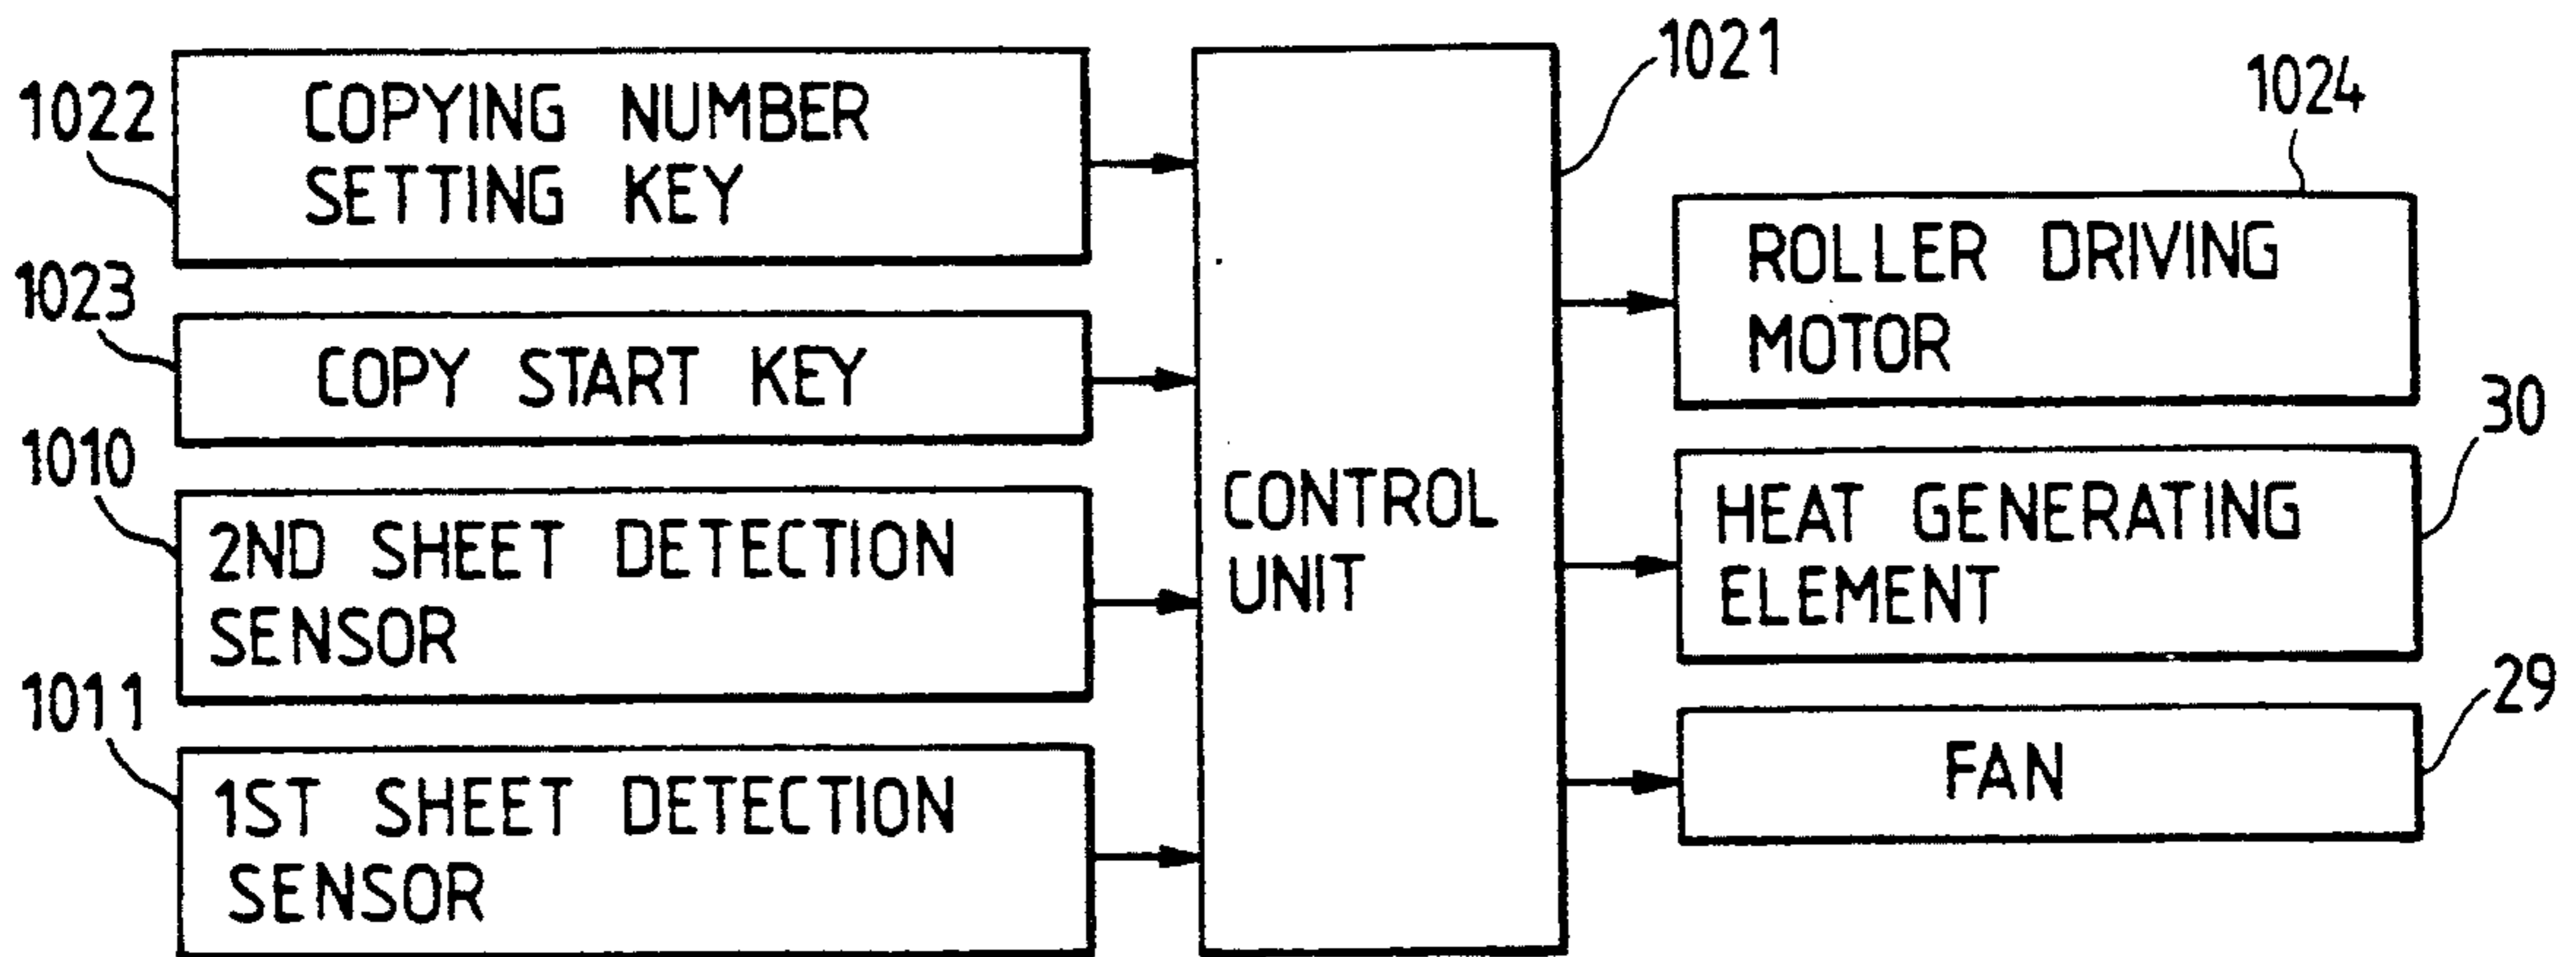 1022
COPYING NUMBER
SETTING KEY
1023
COPY START KEY
1010
2ND SHEET DETECTION
SENSOR
1011
1ST SHEET DETECTION
SENSOR
CONTROL
UNIT
1021
1024
ROLLER DRIVING
MOTOR
30
HEAT GENERATING
ELEMENT
29
FAN